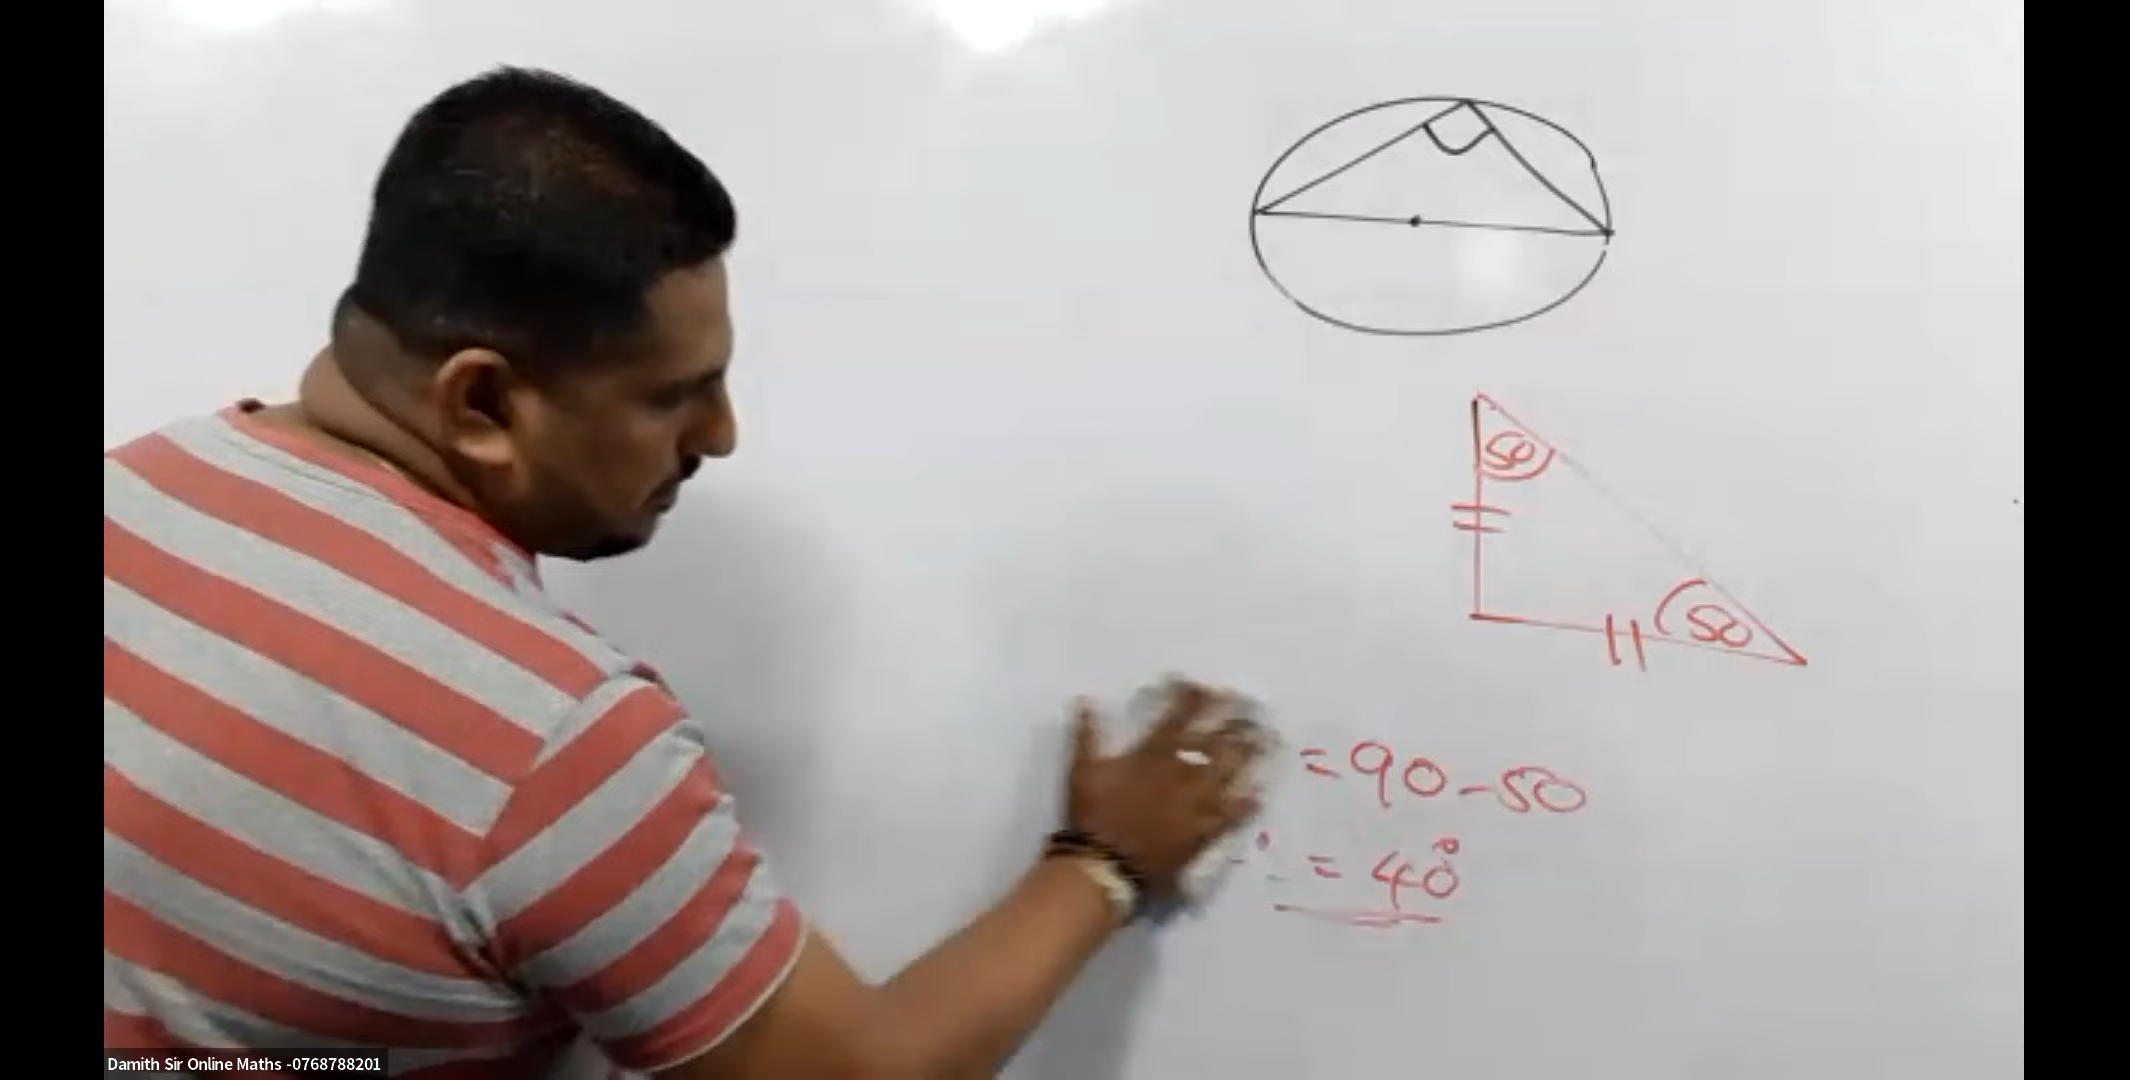 50
50
= 90 - 50
= 40°
Damith Sir Online Maths -0768788201